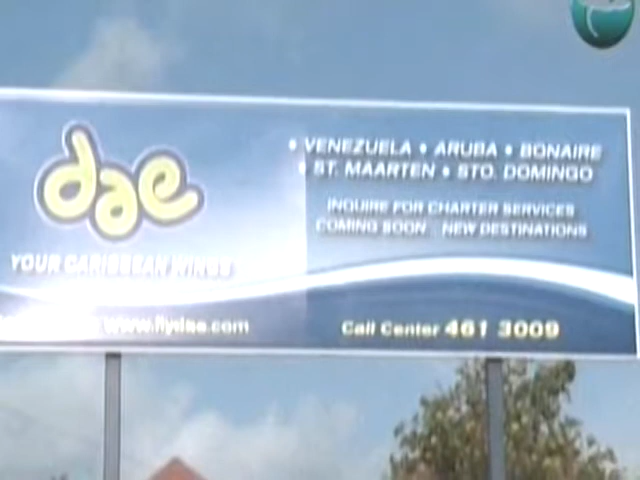 dae
YOUR CARIBBEAN WINGS
www.flydae.com
• VENEZUELA • ARUBA • BONAIRE
• ST. MAARTEN • STO. DOMINGO
INQUIRE FOR CHARTER SERVICES
COMING SOON NEW DESTINATIONS
Call Center 461 3009